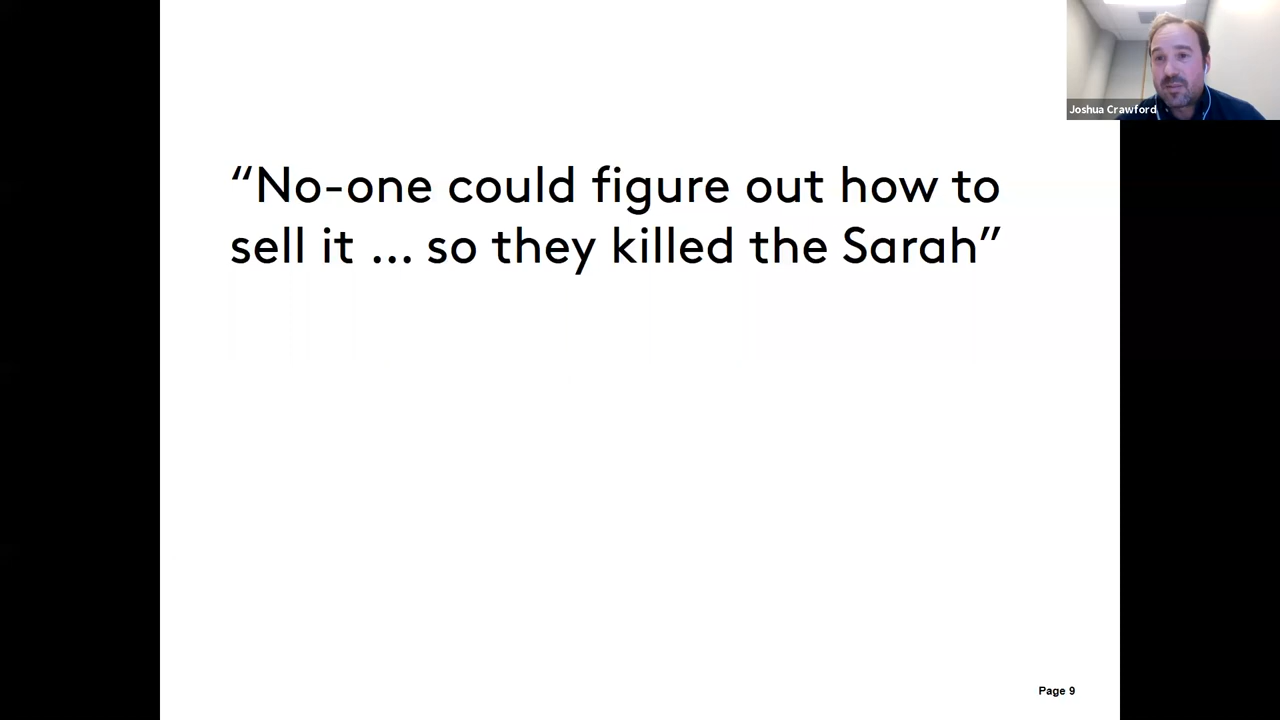 Joshua Crawford
“No-one could figure out how to
sell it ... so they killed the Sarah”
Page 9